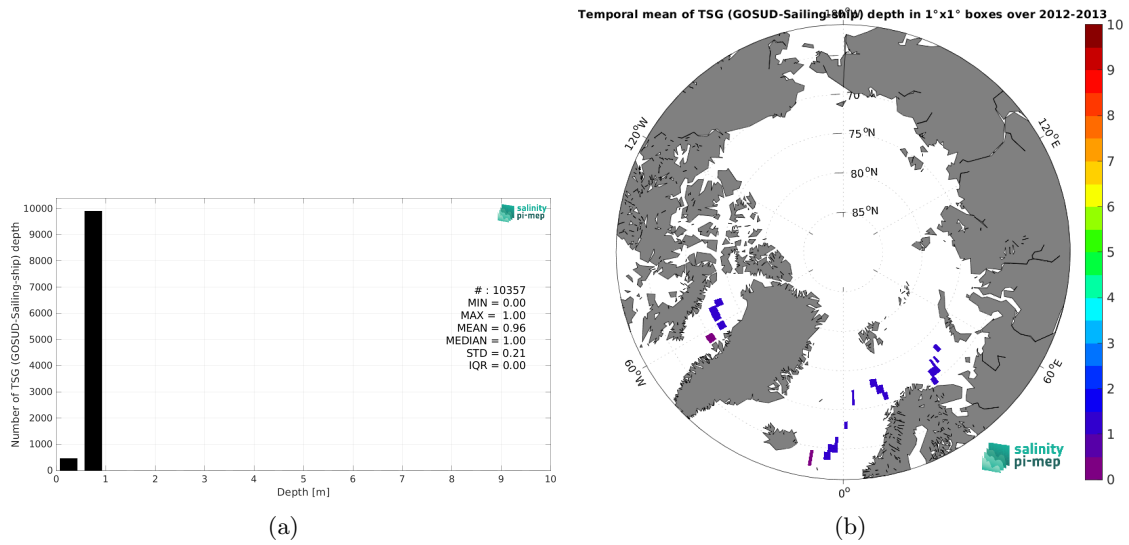 10000
9000
8000
7000
6000
5000
4000
3000
2000
1000
0
Number of TSG (GOSUD-Sailing-ship) depth
salinity
pi-mep
# : 10357
MIN = 0.00
MAX = 1.00
MEAN = 0.96
MEDIAN = 1.00
STD = 0.21
IQR = 0.00
0 1 2 3 4 5 6 7 8 9 10
Depth [m]
(a)
Temporal mean of TSG (GOSUD-Sailing-ship) depth in 1°x1° boxes over 2012-2013
180°W
70
75°N
80°N
85°N
120°W
120°E
60°W
60°E
0°
salinity
pi-mep
10
9
8
7
6
5
4
3
2
1
0
(b)